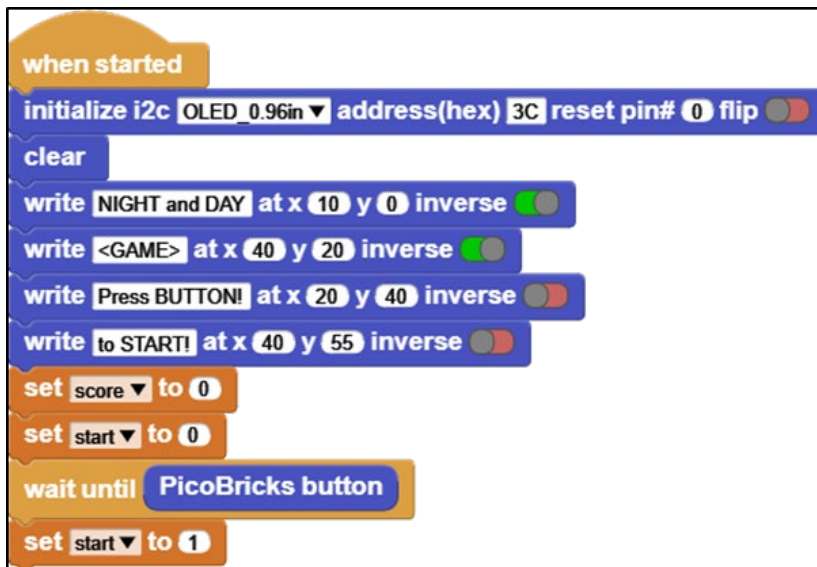 when started
initialize i2c OLED_0.96in address(hex) 3C reset pin# 0 flip
clear
write NIGHT and DAY at x 10 y 0 inverse
write <GAME> at x 40 y 20 inverse
write Press BUTTON! at x 20 y 40 inverse
write to START! at x 40 y 55 inverse
set score to 0
set start to 0
wait until PicoBricks button
set start to 1